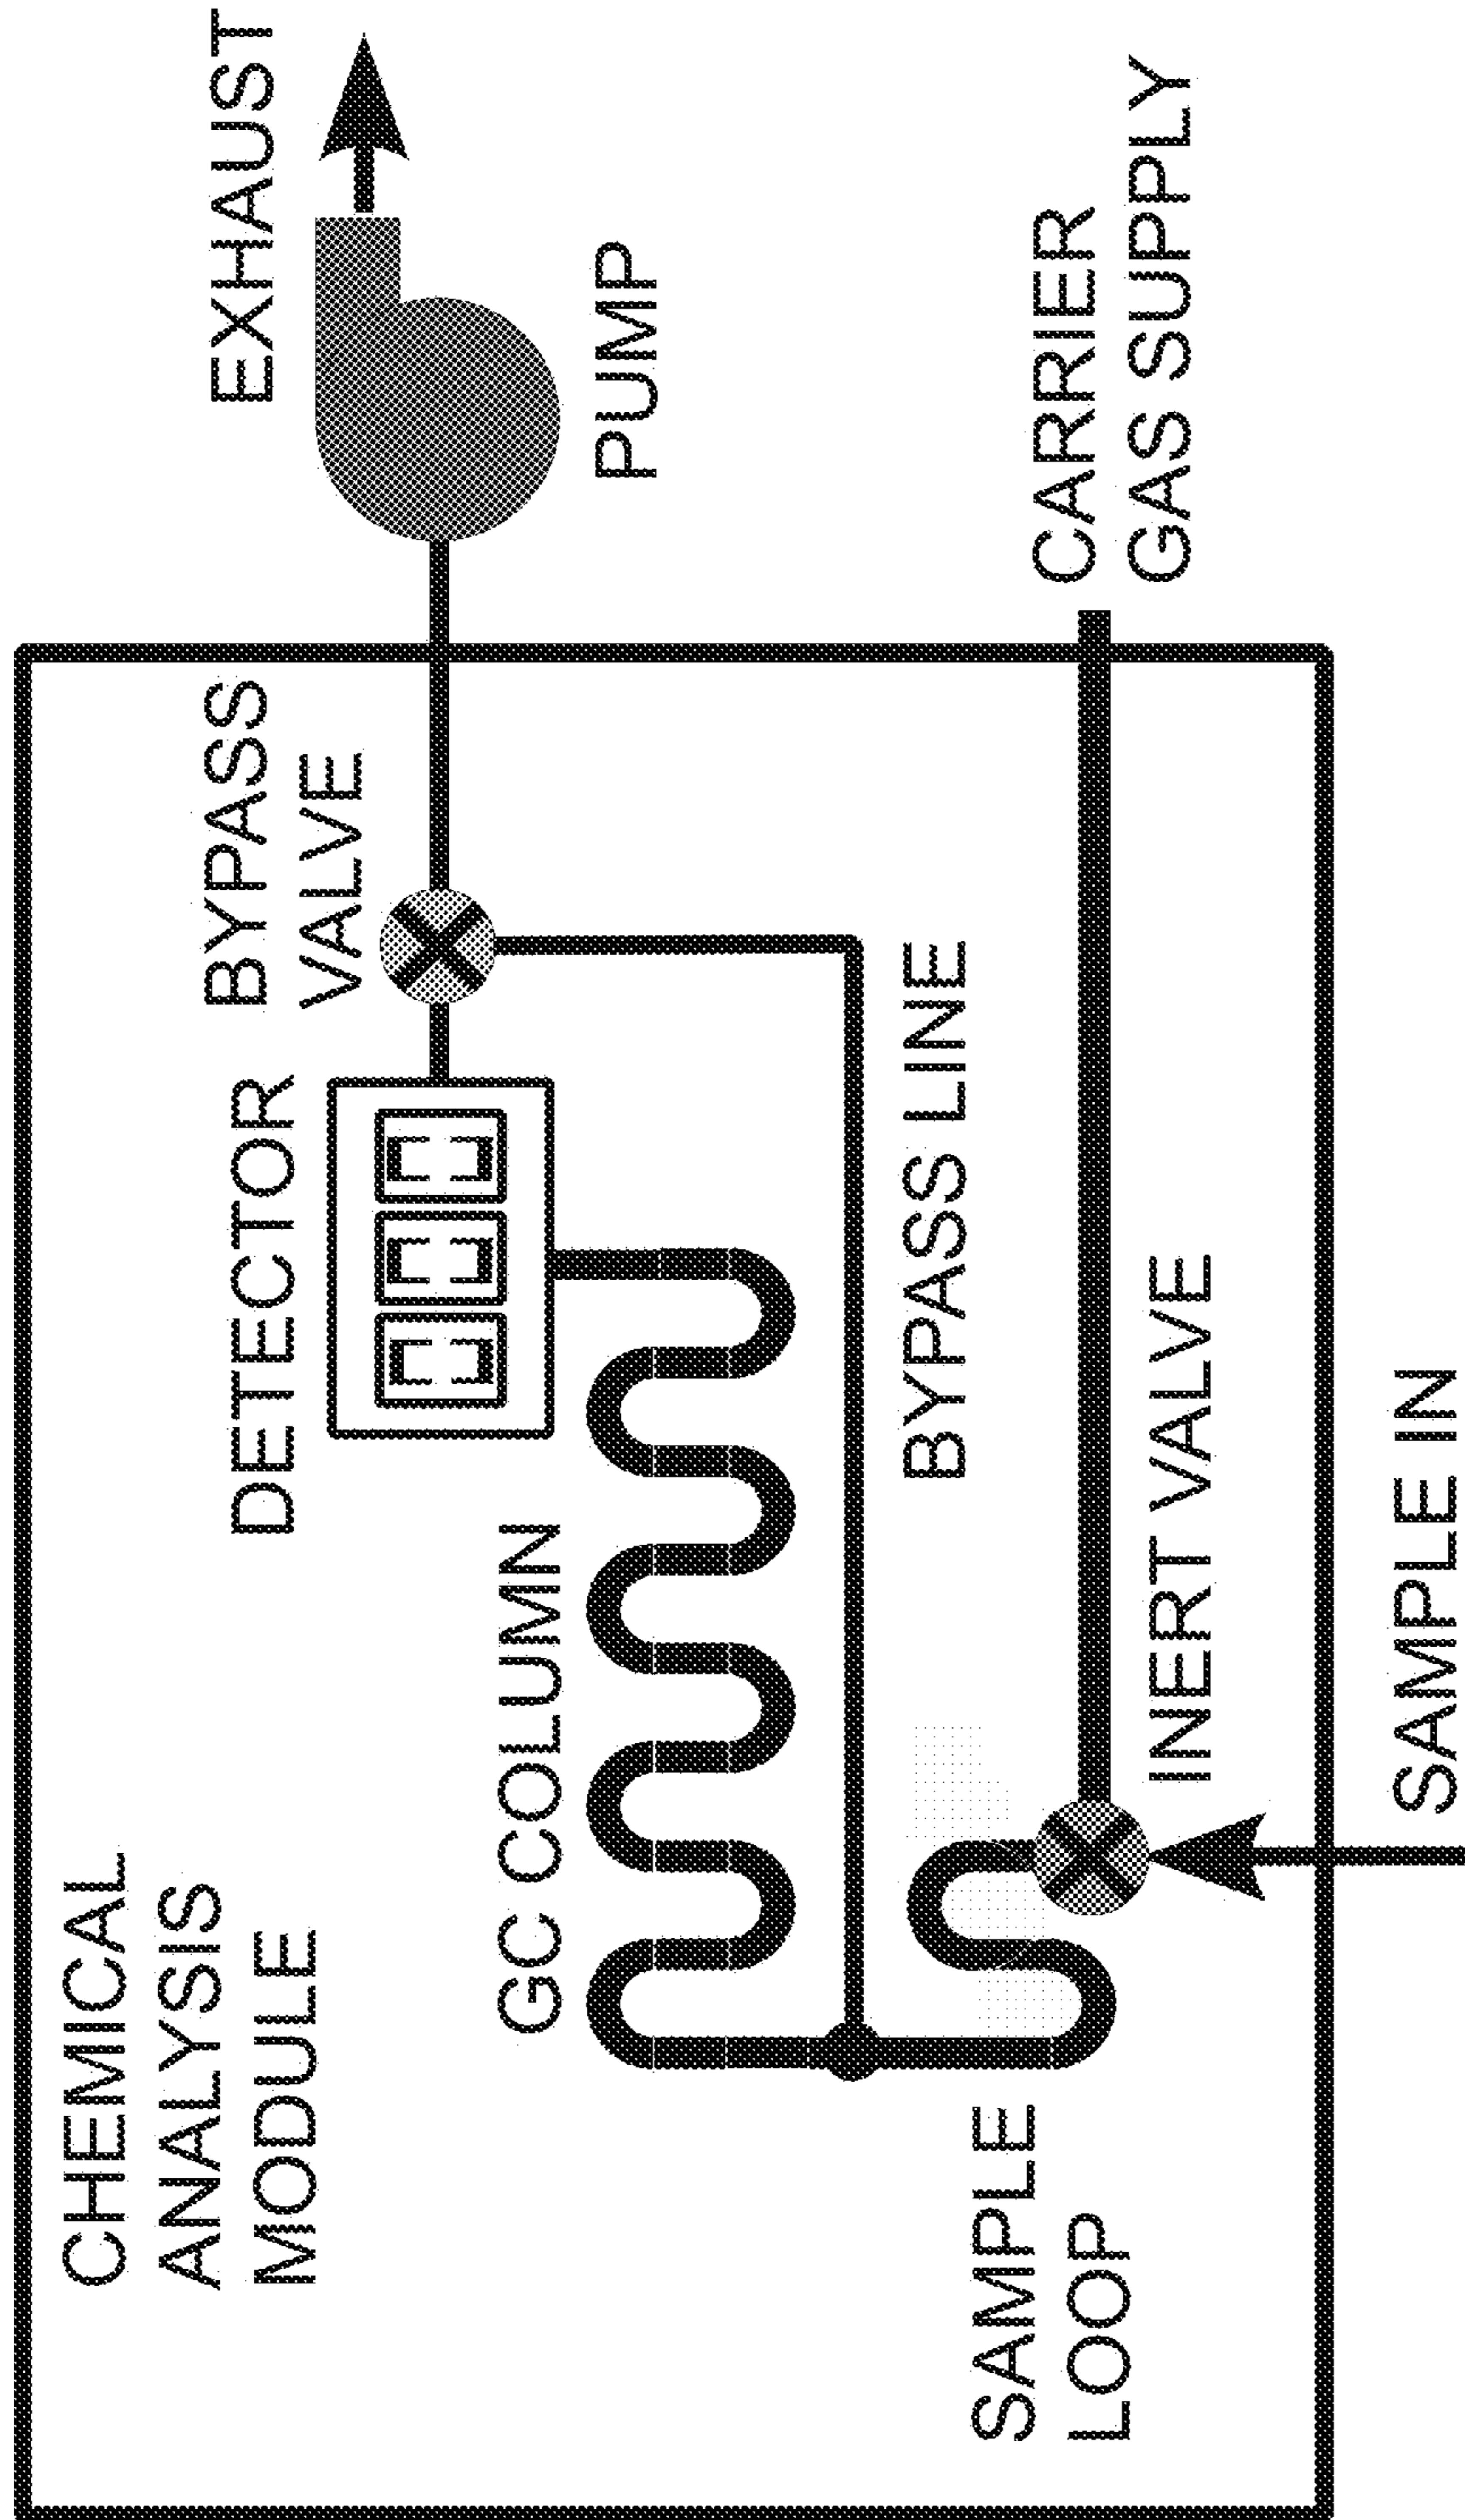 CHEMICAL
ANALYSIS
MODULE
EXHAUST
BYPASS
VALVE
DETECTOR
GC COLUMN
PUMP
BYPASS LINE
SAMPLE
LOOP
CARRIER
GAS SUPPLY
INERT VALVE
SAMPLE IN